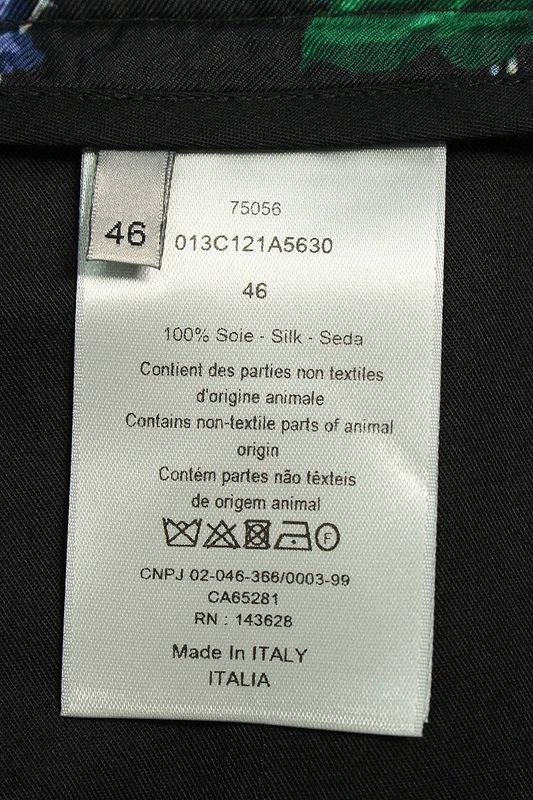 46
75056
013C121A5630
46
100% Soie - Silk - Seda
Contient des parties non textiles
d'origine animale
Contains non-textile parts of animal
origin
Contém partes não têxteis
de origem animal
F
CNPJ 02-046-366/0003-99
CA65281
RN : 143628
Made In ITALY
ITALIA